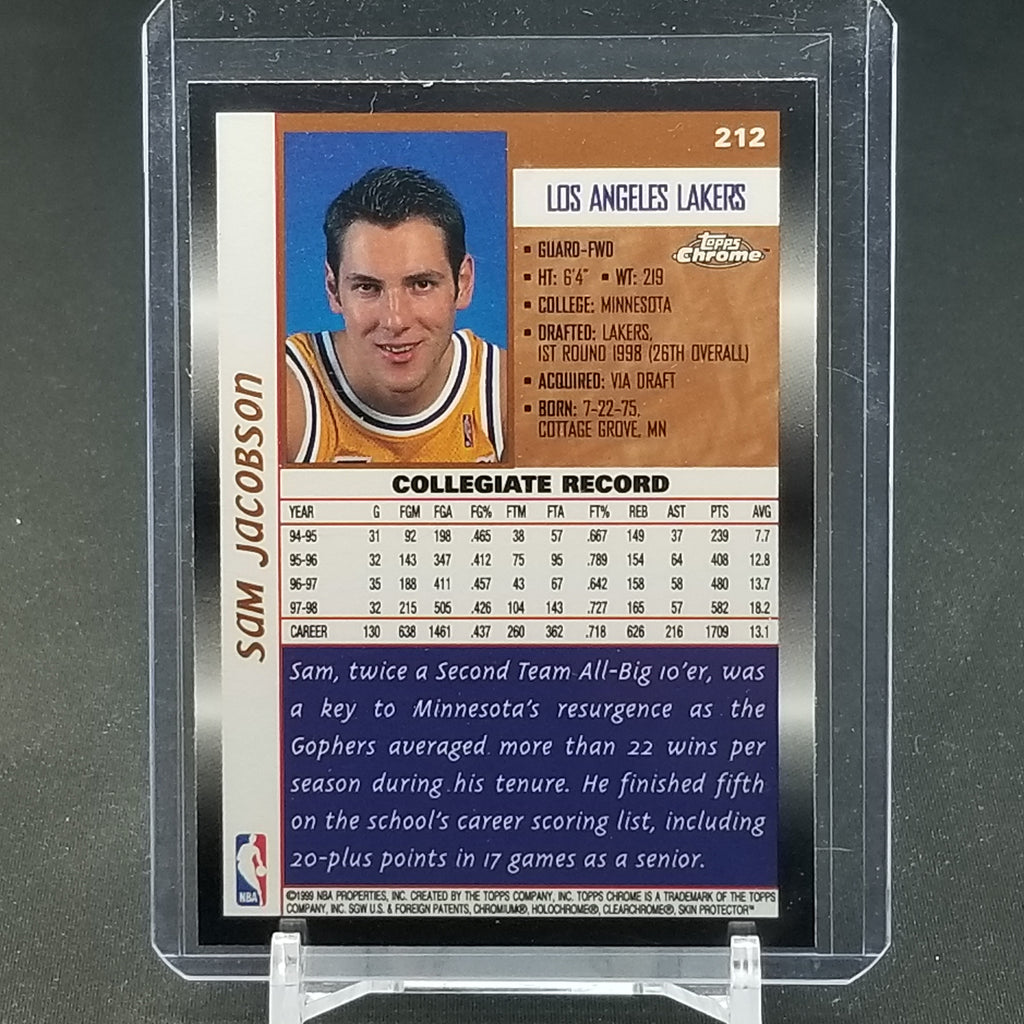 212
LOS ANGELES LAKERS
Topps
Chrome™
• GUARD-FWD
• HT: 6'4" • WT: 219
• COLLEGE: MINNESOTA
• DRAFTED: LAKERS,
1ST ROUND 1998 (26TH OVERALL)
• ACQUIRED: VIA DRAFT
• BORN: 7-22-75,
COTTAGE GROVE, MN
SAM JACOBSON
COLLEGIATE RECORD
YEAR G FGM FGA FG% FTM FTA FT% REB AST PTS AVG
94-95 31 92 198 .465 38 57 .667 149 37 239 7.7
95-96 32 143 347 .412 75 95 .789 154 64 408 12.8
96-97 35 188 411 .457 43 67 .642 158 58 480 13.7
97-98 32 215 505 .426 104 143 .727 165 57 582 18.2
CAREER 130 638 1461 .437 260 362 .718 626 216 1709 13.1
Sam, twice a Second Team All-Big 10'er, was
a key to Minnesota's resurgence as the
Gophers averaged more than 22 wins per
season during his tenure. He finished fifth
on the school's career scoring list, including
20-plus points in 17 games as a senior.
NBA
©1999 NBA PROPERTIES, INC. CREATED BY THE TOPPS COMPANY, INC. TOPPS CHROME IS A TRADEMARK OF THE TOPPS
COMPANY, INC. SGW U.S. & FOREIGN PATENTS, CHROMIUM®, HOLOCHROME®, CLEARCHROME®, SKIN PROTECTOR™